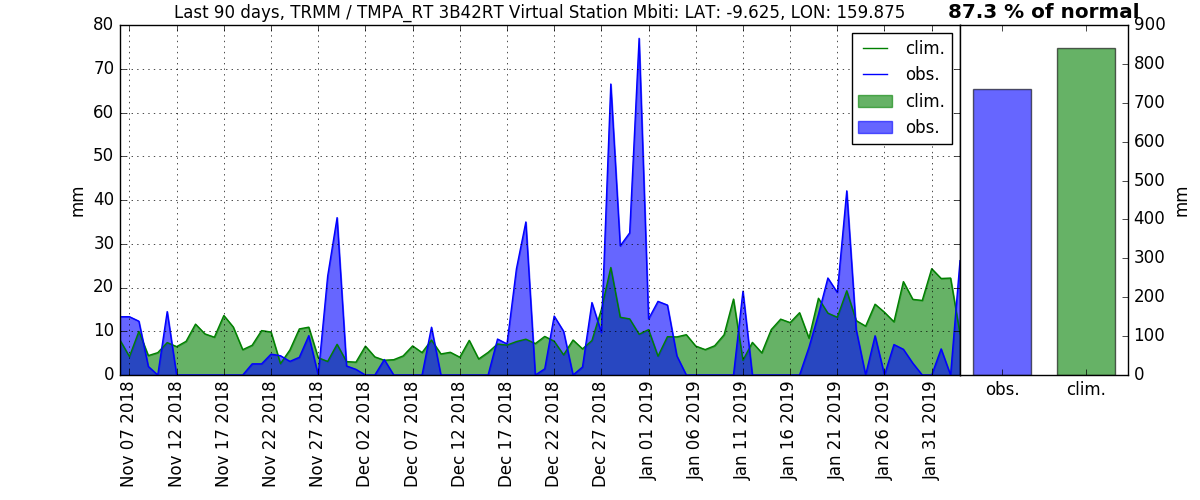 Last 90 days, TRMM / TMPA_RT 3B42RT Virtual Station Mbiti: LAT: -9.625, LON: 159.875
87.3 % of normal
80
70
60
50
40
30
20
10
0
mm
clim.
obs.
clim.
obs.
900
800
700
600
500
400
300
200
100
0
mm
Nov 07 2018
Nov 12 2018
Nov 17 2018
Nov 22 2018
Nov 27 2018
Dec 02 2018
Dec 07 2018
Dec 12 2018
Dec 17 2018
Dec 22 2018
Dec 27 2018
Jan 01 2019
Jan 06 2019
Jan 11 2019
Jan 16 2019
Jan 21 2019
Jan 26 2019
Jan 31 2019
obs.
clim.